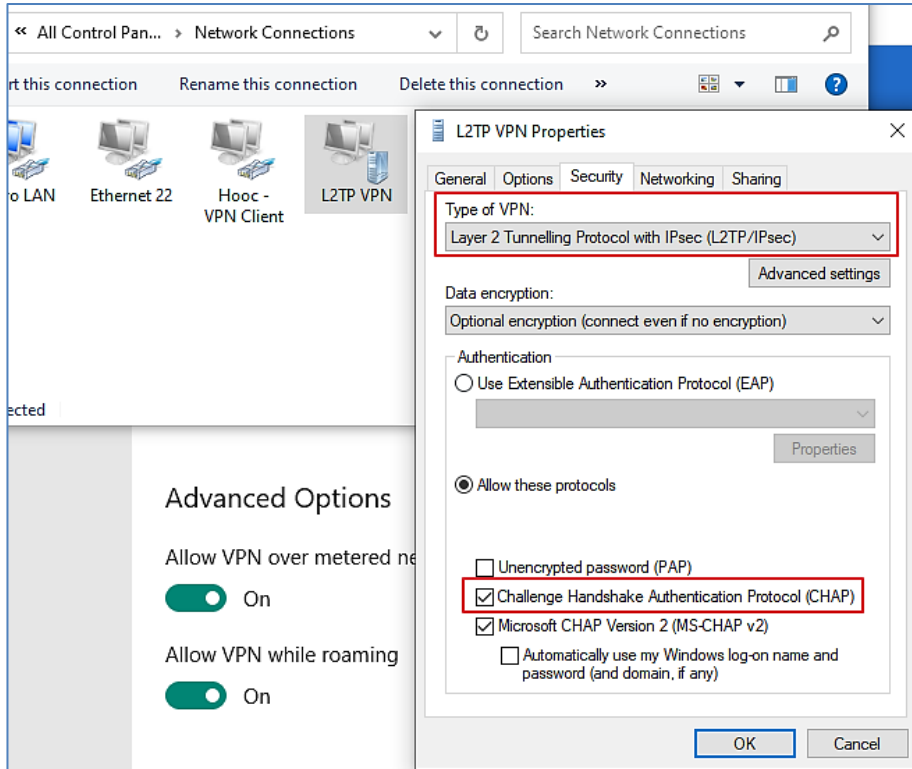 « All Control Pan... > Network Connections
Search Network Connections
rt this connection Rename this connection Delete this connection »
o LAN
Ethernet 22
Hooc -
VPN Client
L2TP VPN
ected
L2TP VPN Properties
General Options Security Networking Sharing
Type of VPN:
Layer 2 Tunnelling Protocol with IPsec (L2TP/IPsec)
Advanced settings
Data encryption:
Optional encryption (connect even if no encryption)
Authentication
Use Extensible Authentication Protocol (EAP)
Properties
Allow these protocols
Unencrypted password (PAP)
Challenge Handshake Authentication Protocol (CHAP)
Microsoft CHAP Version 2 (MS-CHAP v2)
Automatically use my Windows log-on name and
password (and domain, if any)
OK Cancel
Advanced Options
Allow VPN over metered ne
On
Allow VPN while roaming
On